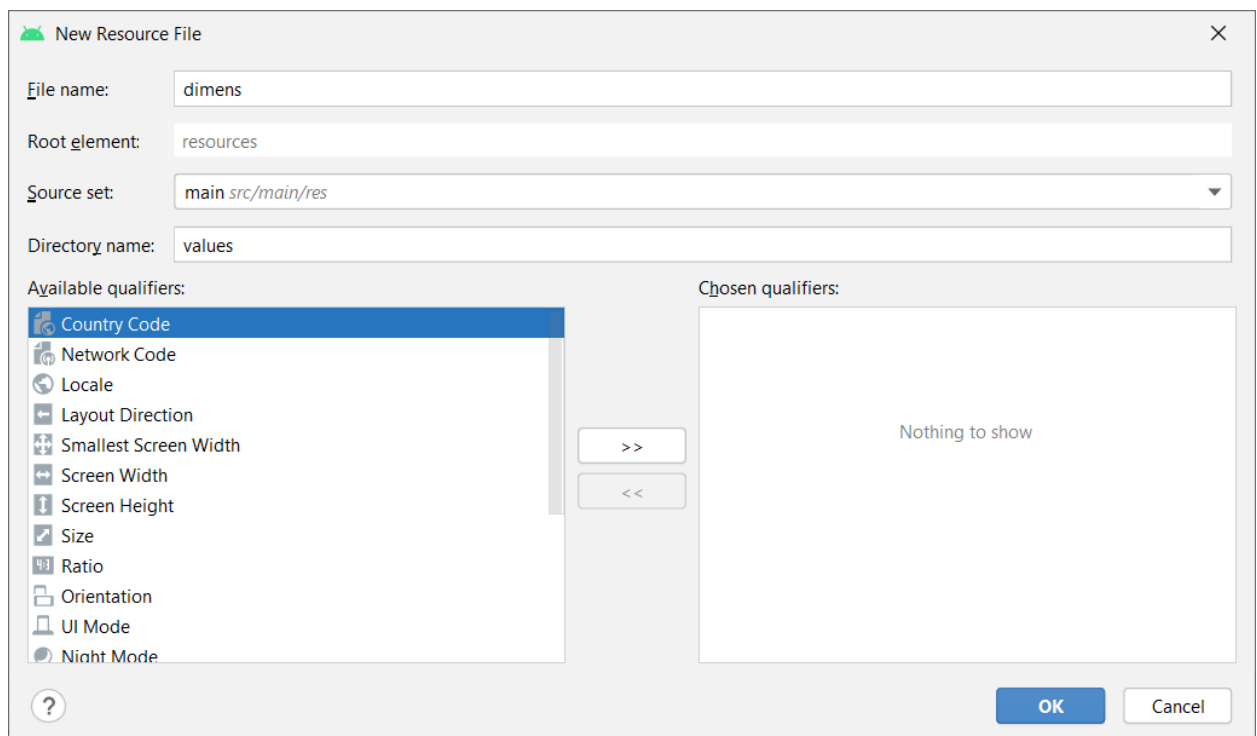 New Resource File
File name: dimens
Root element: resources
Source set: main src/main/res
Directory name: values
Available qualifiers:
Country Code
Network Code
Locale
Layout Direction
Smallest Screen Width
Screen Width
Screen Height
Size
Ratio
Orientation
UI Mode
Night Mode
>>
<<
Chosen qualifiers:
Nothing to show
?
OK
Cancel